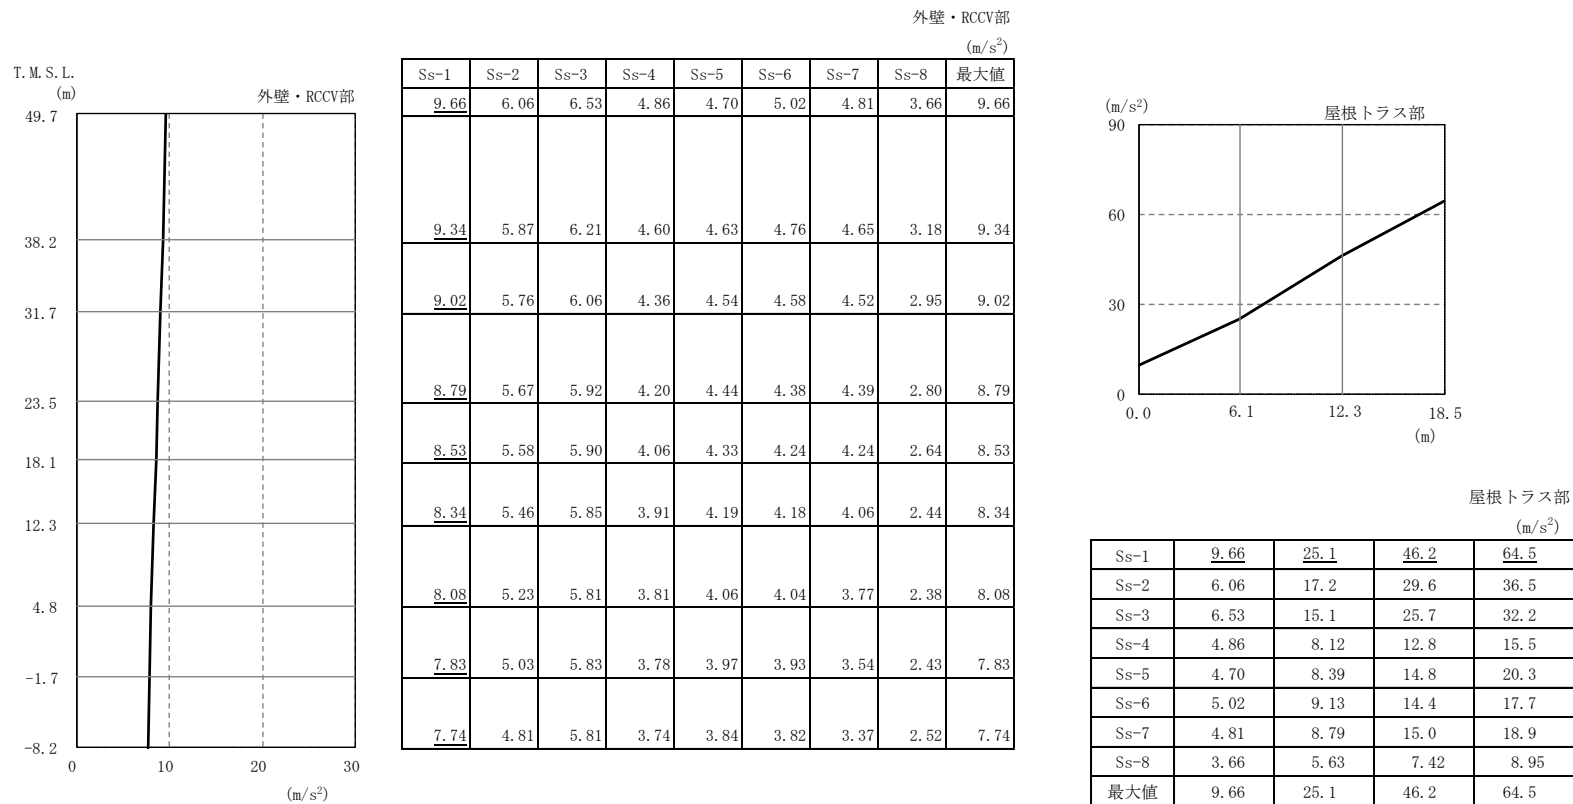 T.M.S.L.
(m)
外壁・RCCV部
49.7
38.2
31.7
23.5
18.1
12.3
4.8
-1.7
-8.2
0 10 20 30
(m/s²)
外壁・RCCV部
(m/s²)
Ss-1 Ss-2 Ss-3 Ss-4 Ss-5 Ss-6 Ss-7 Ss-8 最大値
9.66 6.06 6.53 4.86 4.70 5.02 4.81 3.66 9.66
9.34 5.87 6.21 4.60 4.63 4.76 4.65 3.18 9.34
9.02 5.76 6.06 4.36 4.54 4.58 4.52 2.95 9.02
8.79 5.67 5.92 4.20 4.44 4.38 4.39 2.80 8.79
8.53 5.58 5.90 4.06 4.33 4.24 4.24 2.64 8.53
8.34 5.46 5.85 3.91 4.19 4.18 4.06 2.44 8.34
8.08 5.23 5.81 3.81 4.06 4.04 3.77 2.38 8.08
7.83 5.03 5.83 3.78 3.97 3.93 3.54 2.43 7.83
7.74 4.81 5.81 3.74 3.84 3.82 3.37 2.52 7.74
(m/s²)
屋根トラス部
90
60
30
0
0.0 6.1 12.3 18.5
(m)
屋根トラス部
(m/s²)
Ss-1 9.66 25.1 46.2 64.5
Ss-2 6.06 17.2 29.6 36.5
Ss-3 6.53 15.1 25.7 32.2
Ss-4 4.86 8.12 12.8 15.5
Ss-5 4.70 8.39 14.8 20.3
Ss-6 5.02 9.13 14.4 17.7
Ss-7 4.81 8.79 15.0 18.9
Ss-8 3.66 5.63 7.42 8.95
最大値 9.66 25.1 46.2 64.5